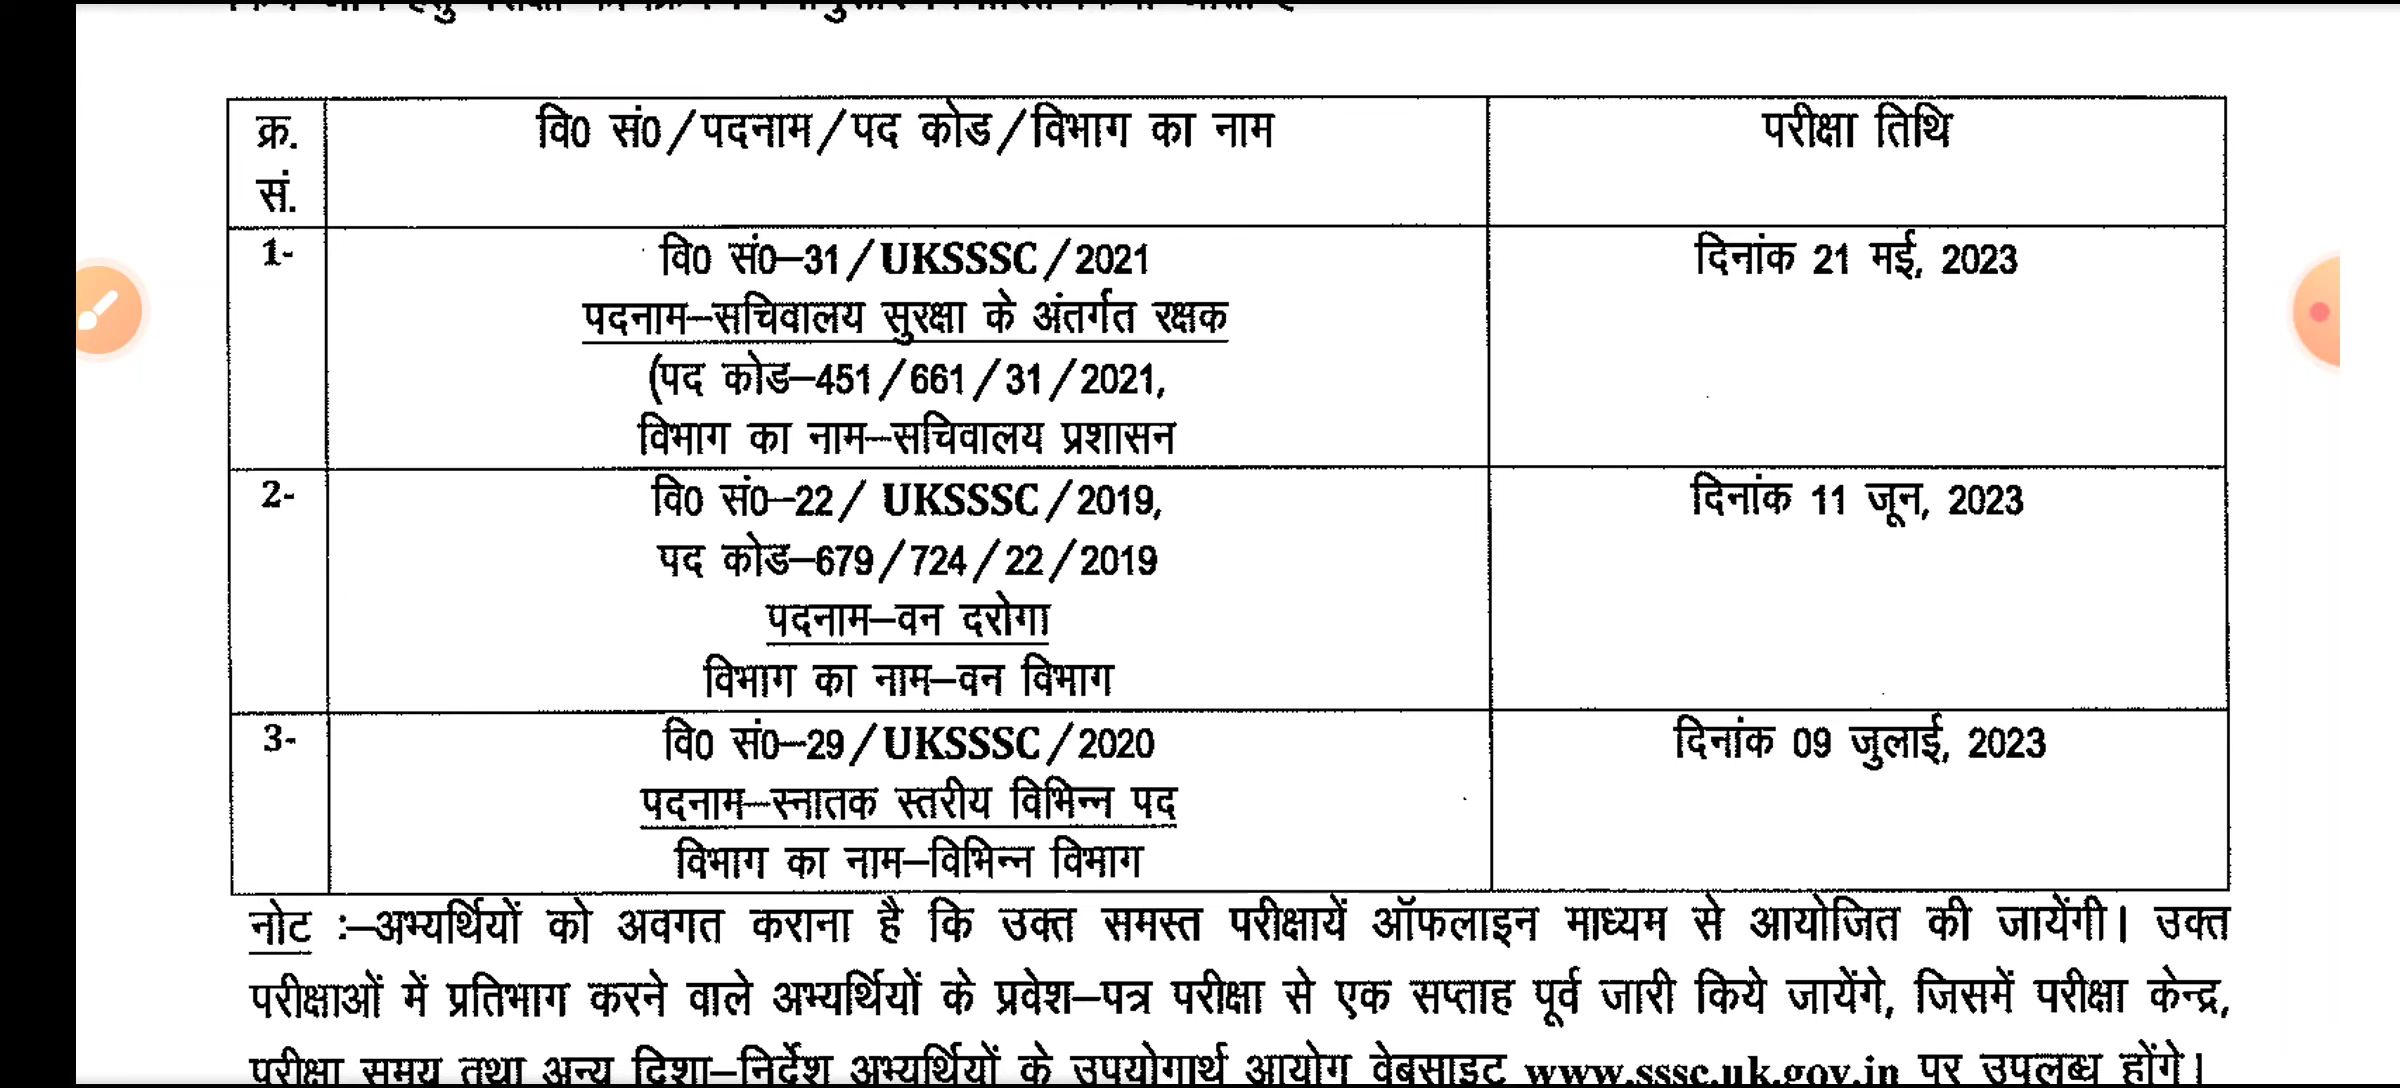 क्र. वि0 सं0/पदनाम/पद कोड/विभाग का नाम परीक्षा तिथि
सं.
1- वि0 सं0–31/UKSSSC/2021 दिनांक 21 मई, 2023
पदनाम–सचिवालय सुरक्षा के अंतर्गत रक्षक
(पद कोड–451/661/31/2021,
विभाग का नाम–सचिवालय प्रशासन
2- वि0 सं0–22/ UKSSSC/2019, दिनांक 11 जून, 2023
पद कोड–679/724/22/2019
पदनाम–वन दरोगा
विभाग का नाम–वन विभाग
3- वि0 सं0–29/UKSSSC/2020 दिनांक 09 जुलाई, 2023
पदनाम–स्नातक स्तरीय विभिन्न पद
विभाग का नाम–विभिन्न विभाग
नोट :–अभ्यर्थियों को अवगत कराना है कि उक्त समस्त परीक्षायें ऑफलाइन माध्यम से आयोजित की जायेंगी। उक्त
परीक्षाओं में प्रतिभाग करने वाले अभ्यर्थियों के प्रवेश–पत्र परीक्षा से एक सप्ताह पूर्व जारी किये जायेंगे, जिसमें परीक्षा केन्द्र,
परीक्षा समय तथा अन्य दिशा–निर्देश अभ्यर्थियों के उपयोगार्थ आयोग वेबसाइट www.sssc.uk.gov.in पर उपलब्ध होंगे।